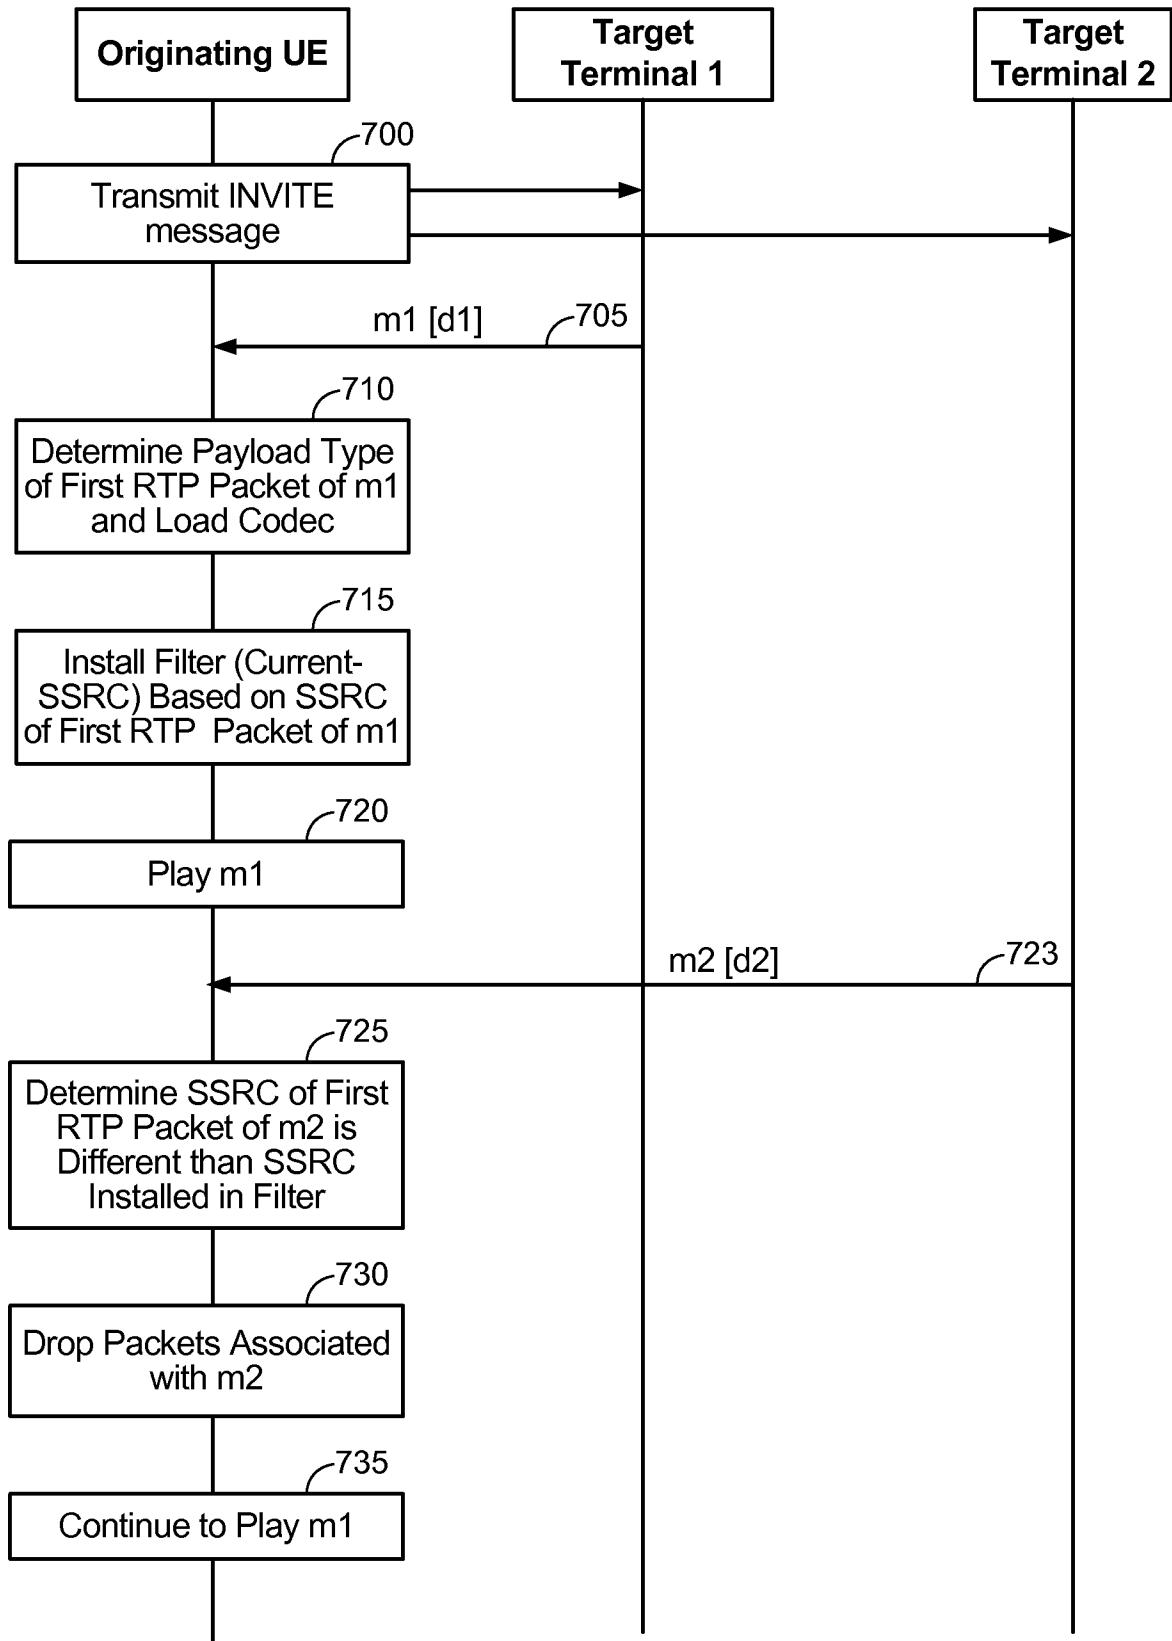 Originating UE
Target
Terminal 1
Target
Terminal 2
700
Transmit INVITE
message
m1 [d1]
705
710
Determine Payload Type
of First RTP Packet of m1
and Load Codec
715
Install Filter (Current-
SSRC) Based on SSRC
of First RTP Packet of m1
720
Play m1
m2 [d2]
723
725
Determine SSRC of First
RTP Packet of m2 is
Different than SSRC
Installed in Filter
730
Drop Packets Associated
with m2
735
Continue to Play m1